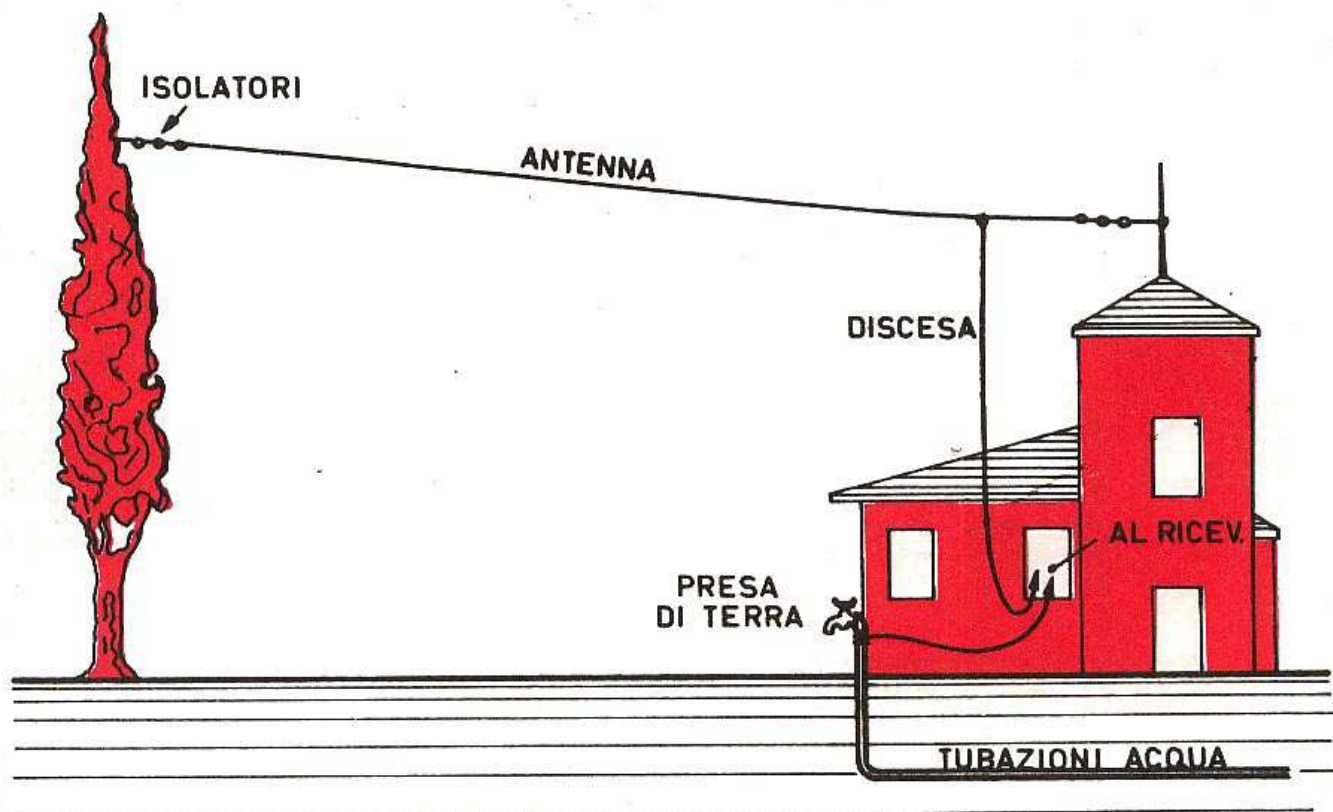 ISOLATORI
ANTENNA
DISCESA
AL RICEV.
PRESA
DI TERRA
TUBAZIONI ACQUA